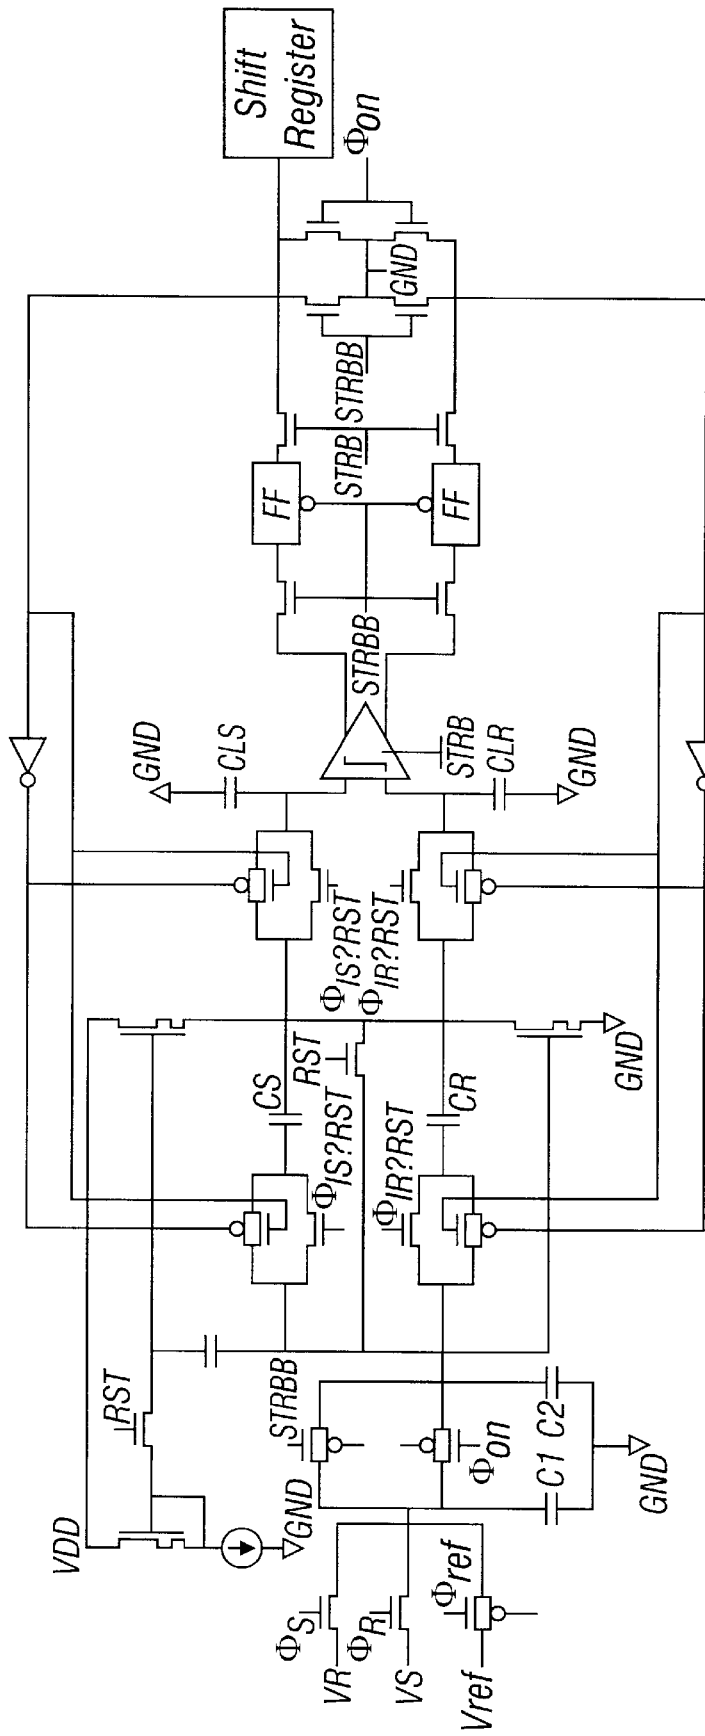 VDD
RST
GND
ΦS
VR
ΦR
VS
Vref
Φref
STRBB
Φon
C1
C2
GND
CS
ΦIS?RST
RST
ΦIR?RST
CR
ΦIS?RST
ΦIR?RST
GND
GND
CLS
STRB
CLR
GND
STRBB
FF
FF
STRB
STRBB
GND
Φon
Shift
Register